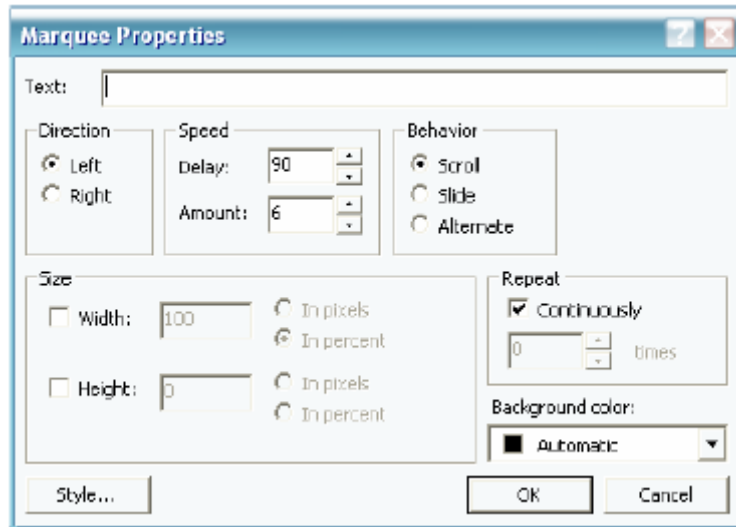 Marquee Properties
?
Text:
Direction
Left
Right
Speed
Delay: 90
Amount: 6
Behavior
Scroll
Slide
Alternate
Size
Width: 100
In pixels
In percent
Height: 0
In pixels
In percent
Repeat
Continuously
0 times
Background color:
Automatic
Style...
OK
Cancel